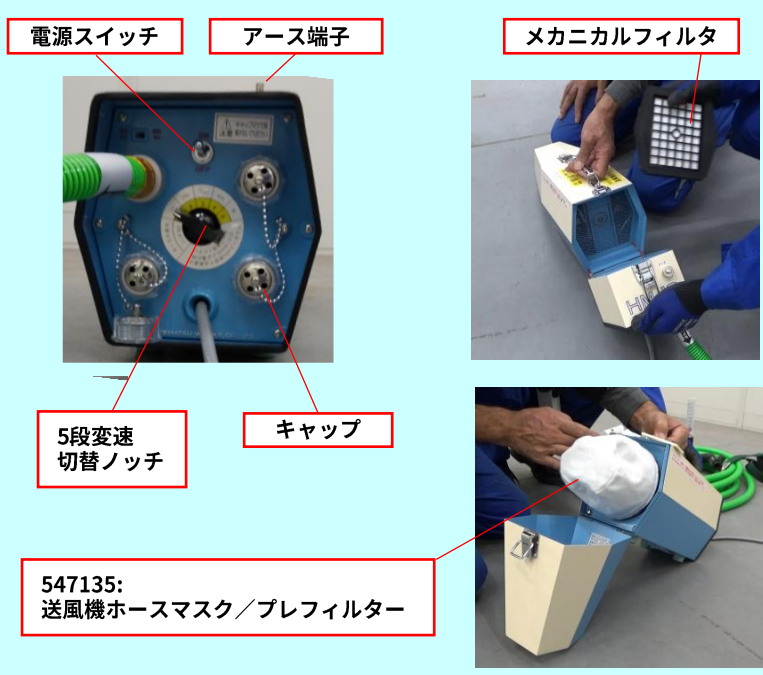 電源スイッチ
アース端子
メカニカルフィルタ
5段変速
切替ノッチ
キャップ
547135:
送風機ホースマスク／プレフィルター